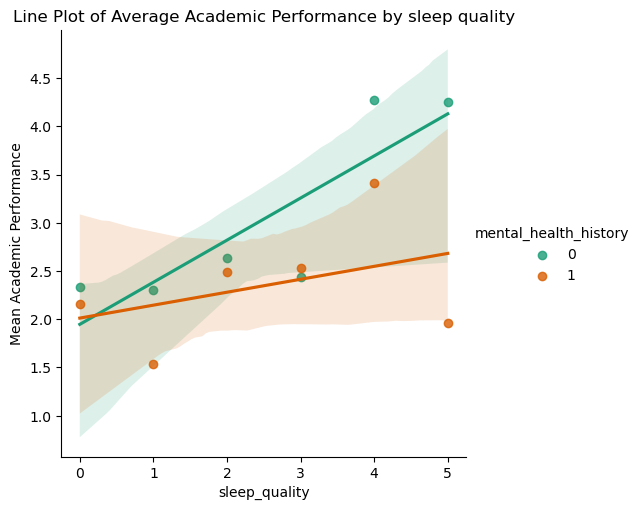 Line Plot of Average Academic Performance by sleep quality
Mean Academic Performance
4.5
4.0
3.5
3.0
2.5
2.0
1.5
1.0
0 1 2 3 4 5
sleep_quality
mental_health_history
0
1